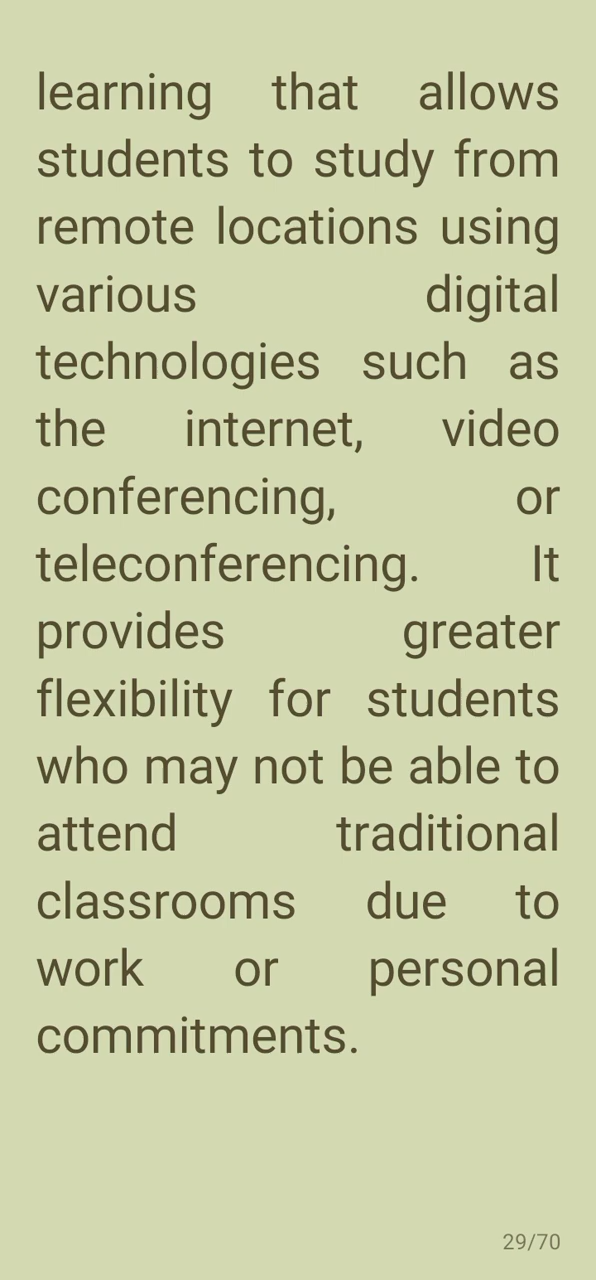 learning that allows
students to study from
remote locations using
various digital
technologies such as
the internet, video
conferencing, or
teleconferencing. It
provides greater
flexibility for students
who may not be able to
attend traditional
classrooms due to
work or personal
commitments.
29/70